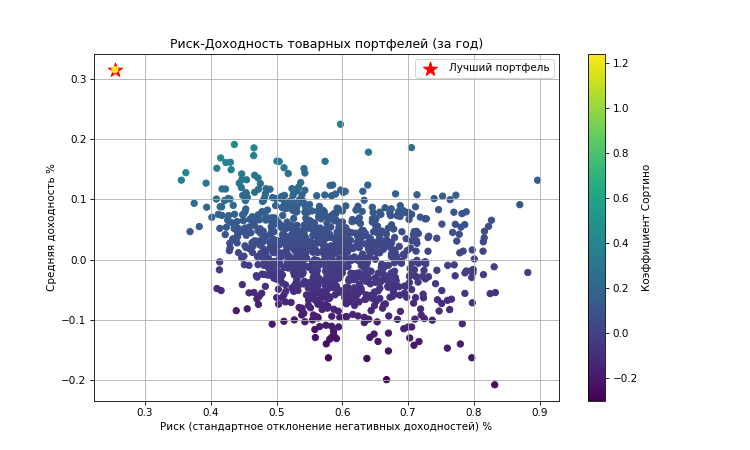 Риск-Доходность товарных портфелей (за год)
Лучший портфель
Средняя доходность %
0.3
0.2
0.1
0.0
−0.1
−0.2
0.3 0.4 0.5 0.6 0.7 0.8 0.9
Риск (стандартное отклонение негативных доходностей) %
1.2
1.0
0.8
0.6
0.4
0.2
0.0
−0.2
Коэффициент Сортино